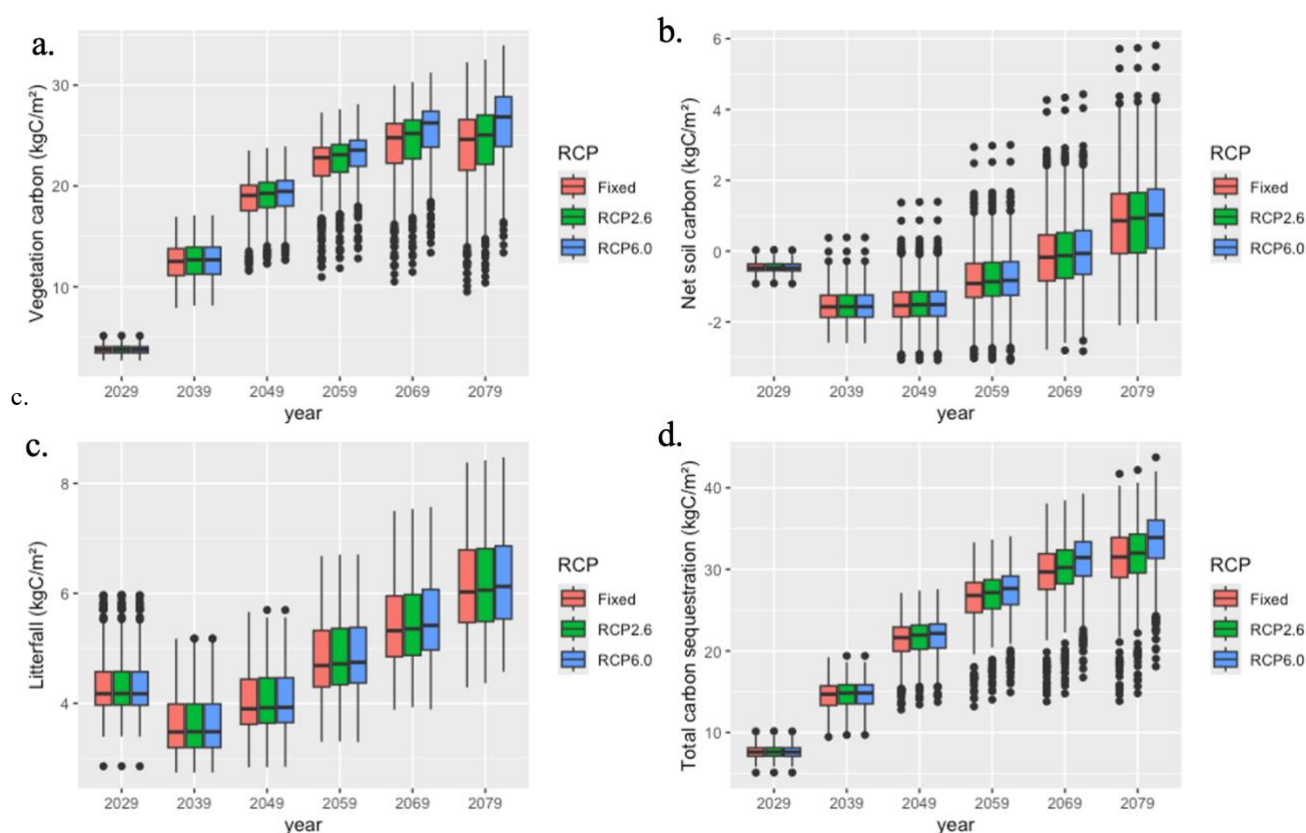 a.
Vegetation carbon (kgC/m²)
30
20
10
2029 2039 2049 2059 2069 2079
year
RCP
Fixed
RCP2.6
RCP6.0
b.
Net soil carbon (kgC/m²)
6
4
2
0
-2
2029 2039 2049 2059 2069 2079
year
RCP
Fixed
RCP2.6
RCP6.0
c.
c.
Litterfall (kgC/m²)
8
6
4
2029 2039 2049 2059 2069 2079
year
RCP
Fixed
RCP2.6
RCP6.0
d.
Total carbon sequestration (kgC/m²)
40
30
20
10
2029 2039 2049 2059 2069 2079
year
RCP
Fixed
RCP2.6
RCP6.0